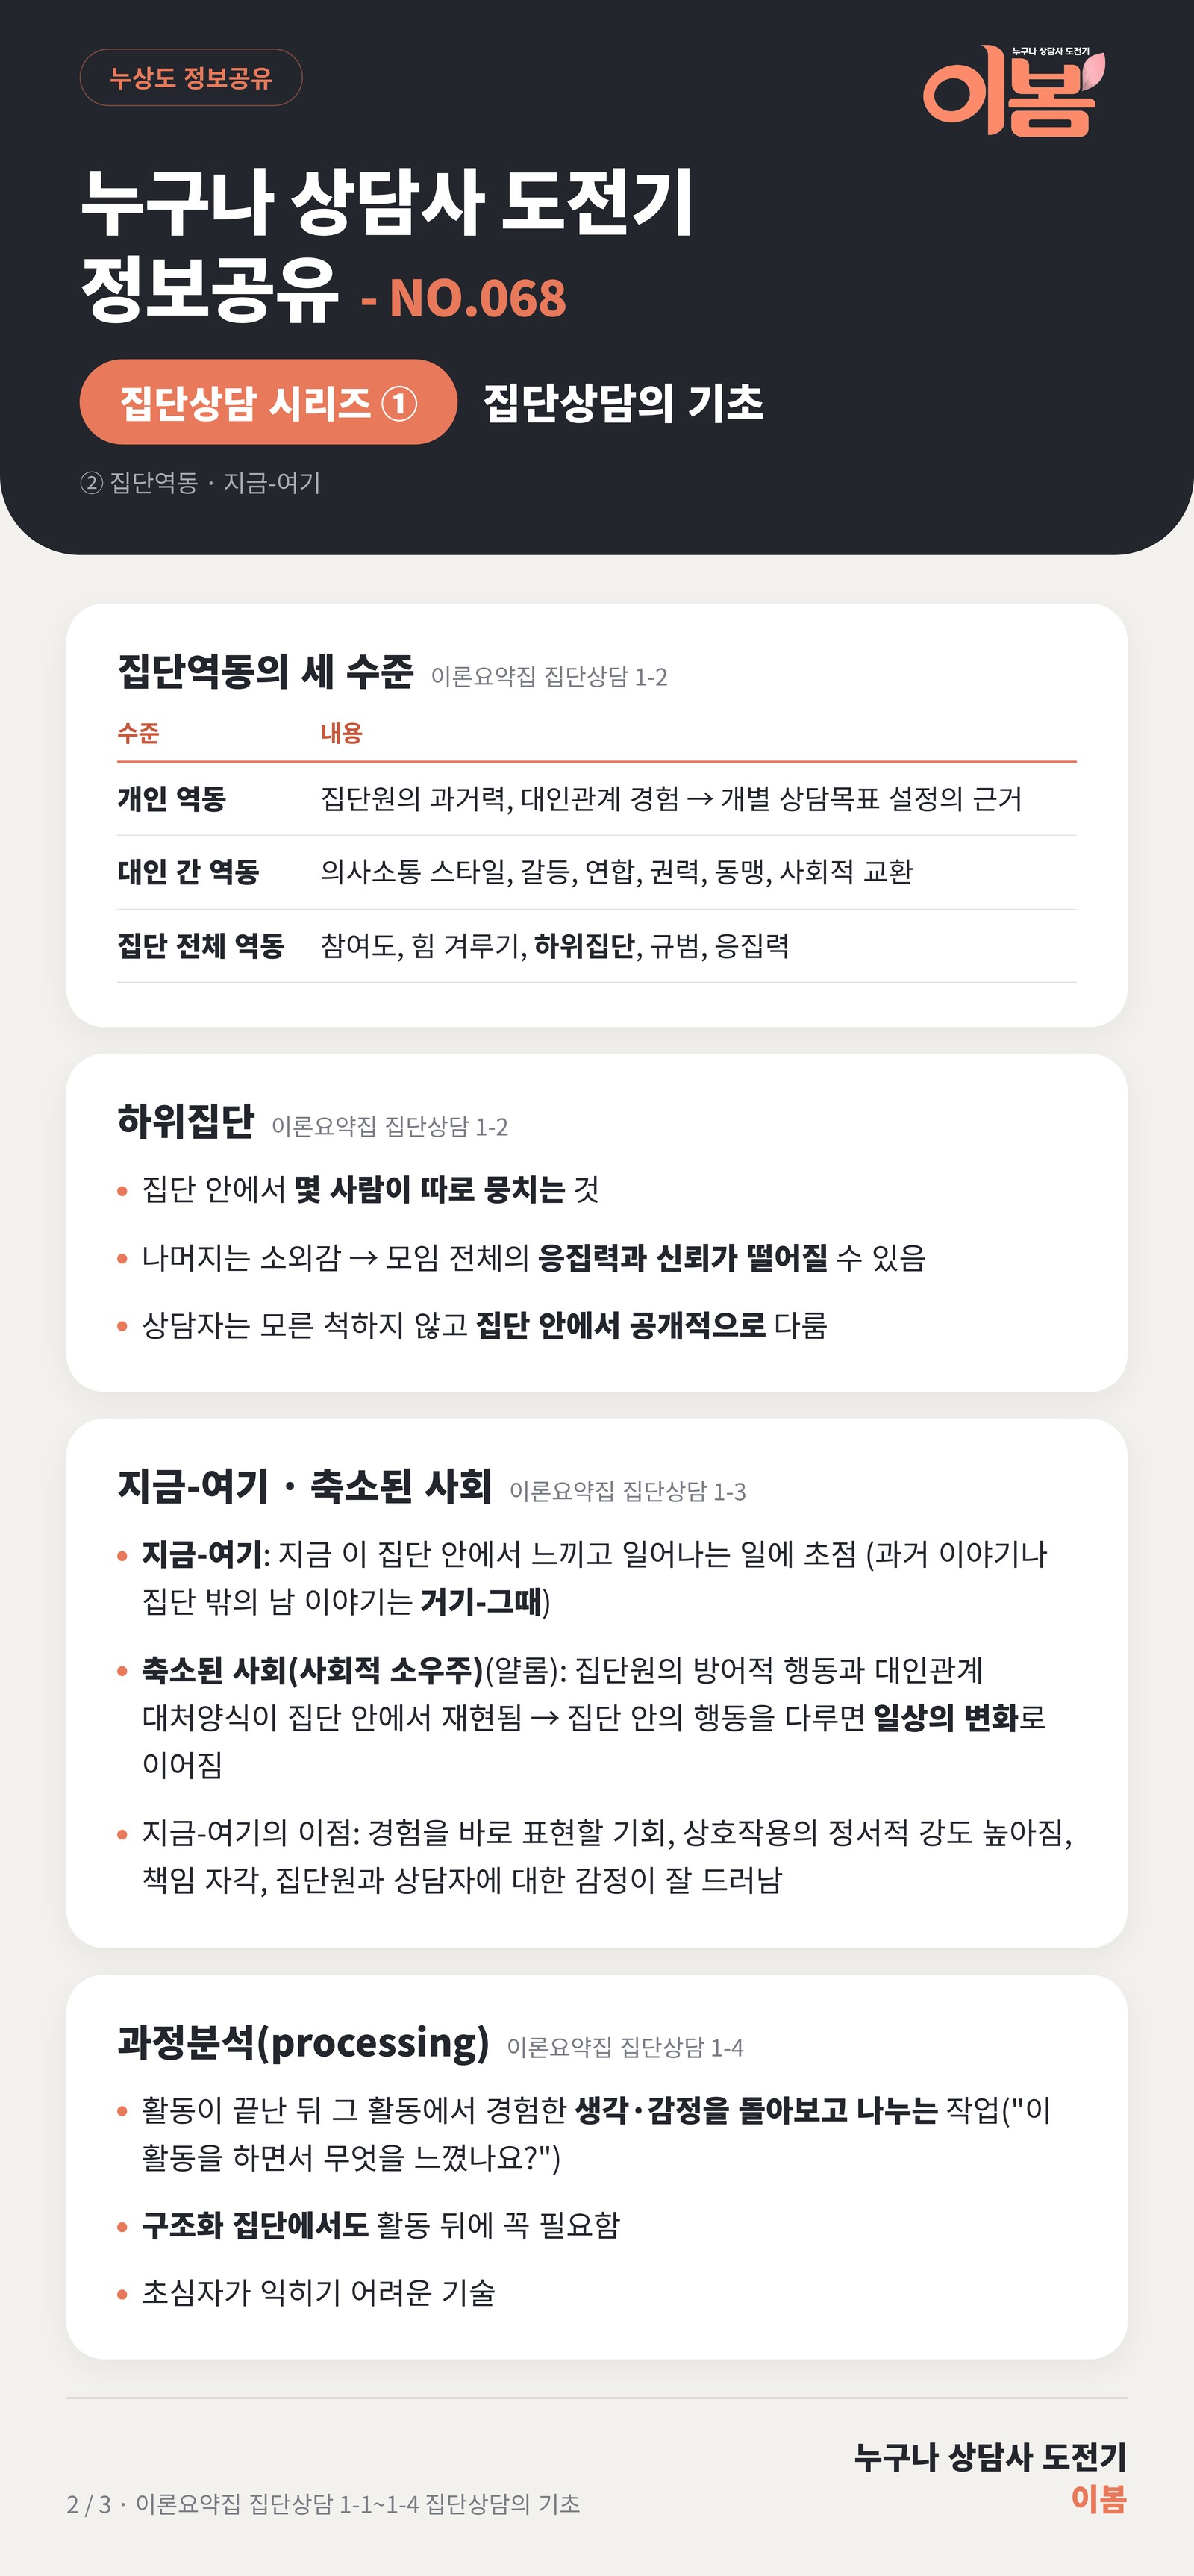 누상도 정보공유
누구나 상담사 도전기
이봄
누구나 상담사 도전기
정보공유 - NO.068
집단상담 시리즈 ① 집단상담의 기초
② 집단역동 · 지금-여기
집단역동의 세 수준 이론요약집 집단상담 1-2
수준 내용
개인 역동 집단원의 과거력, 대인관계 경험 → 개별 상담목표 설정의 근거
대인 간 역동 의사소통 스타일, 갈등, 연합, 권력, 동맹, 사회적 교환
집단 전체 역동 참여도, 힘 겨루기, 하위집단, 규범, 응집력
하위집단 이론요약집 집단상담 1-2
• 집단 안에서 몇 사람이 따로 뭉치는 것
• 나머지는 소외감 → 모임 전체의 응집력과 신뢰가 떨어질 수 있음
• 상담자는 모른 척하지 않고 집단 안에서 공개적으로 다룸
지금-여기 · 축소된 사회 이론요약집 집단상담 1-3
• 지금-여기: 지금 이 집단 안에서 느끼고 일어나는 일에 초점 (과거 이야기나
집단 밖의 남 이야기는 거기-그때)
• 축소된 사회(사회적 소우주)(얄롬): 집단원의 방어적 행동과 대인관계
대처양식이 집단 안에서 재현됨 → 집단 안의 행동을 다루면 일상의 변화로
이어짐
• 지금-여기의 이점: 경험을 바로 표현할 기회, 상호작용의 정서적 강도 높아짐,
책임 자각, 집단원과 상담자에 대한 감정이 잘 드러남
과정분석(processing) 이론요약집 집단상담 1-4
• 활동이 끝난 뒤 그 활동에서 경험한 생각·감정을 돌아보고 나누는 작업("이
활동을 하면서 무엇을 느꼈나요?")
• 구조화 집단에서도 활동 뒤에 꼭 필요함
• 초심자가 익히기 어려운 기술
누구나 상담사 도전기
2 / 3 · 이론요약집 집단상담 1-1~1-4 집단상담의 기초
이봄